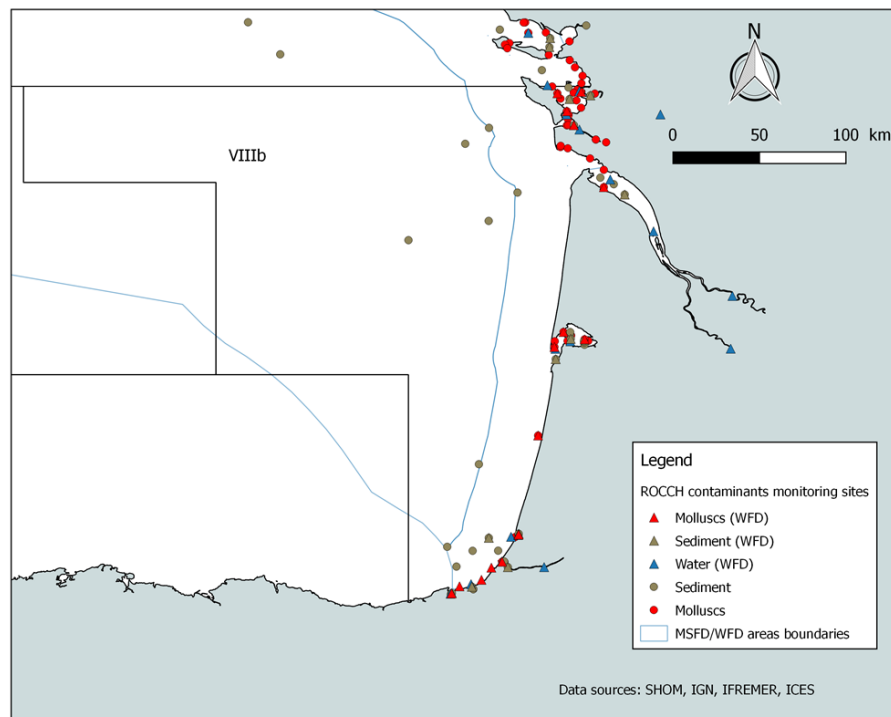 N
0 50 100 km
VIIIb
Legend
ROCCH contaminants monitoring sites
Molluscs (WFD)
Sediment (WFD)
Water (WFD)
Sediment
Molluscs
MSFD/WFD areas boundaries
Data sources: SHOM, IGN, IFREMER, ICES